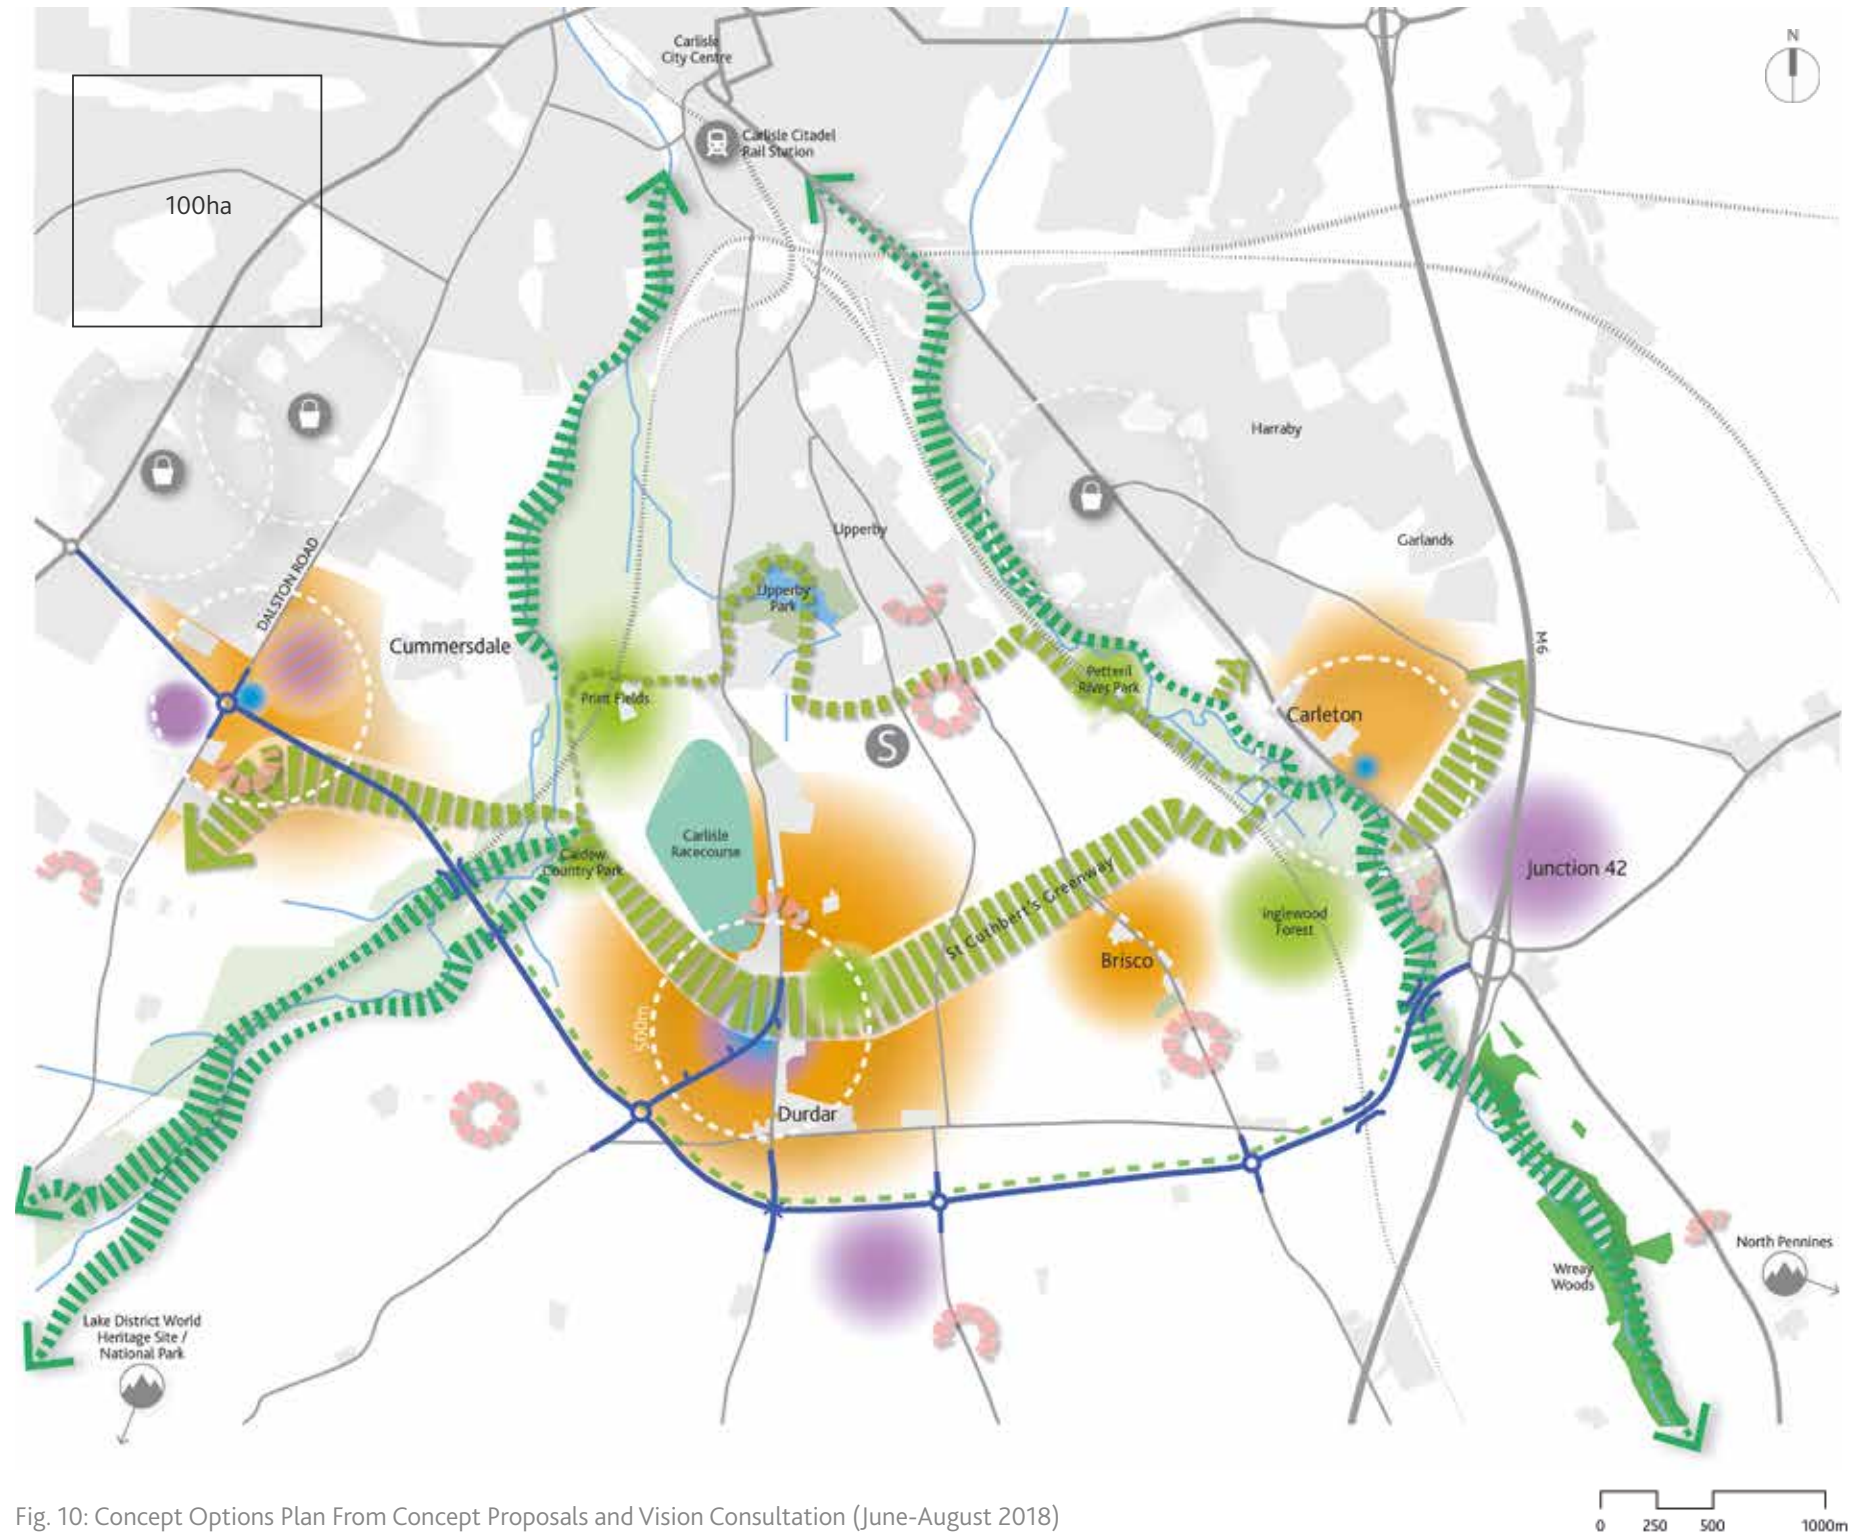 Carlisle
City Centre
N
Carlisle Citadel
Rail Station
100ha
Harraby
Upperby
Garlands
DALSTON ROAD
Upperby
Park
Cummersdale
M6
Print Fields
Petteril
River Park
Carleton
S
Carlisle
Racecourse
Caldew
Country Park
Junction 42
St Cuthbert's Greenway
Inglewood
Forest
Brisco
500m
Durdar
North Pennines
Wreay
Woods
Lake District World
Heritage Site /
National Park
Fig. 10: Concept Options Plan From Concept Proposals and Vision Consultation (June-August 2018)
0 250 500 1000m